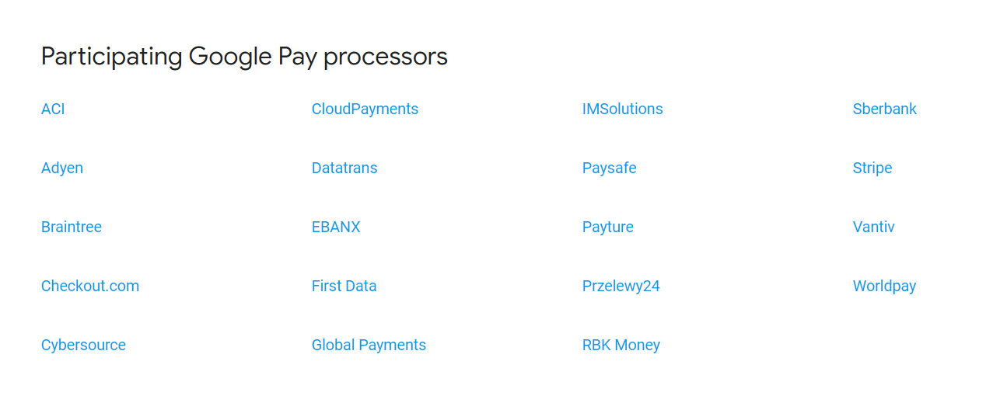 Participating Google Pay processors
ACI
CloudPayments
IMSolutions
Sberbank
Adyen
Datatrans
Paysafe
Stripe
Braintree
EBANX
Payture
Vantiv
Checkout.com
First Data
Przelewy24
Worldpay
Cybersource
Global Payments
RBK Money